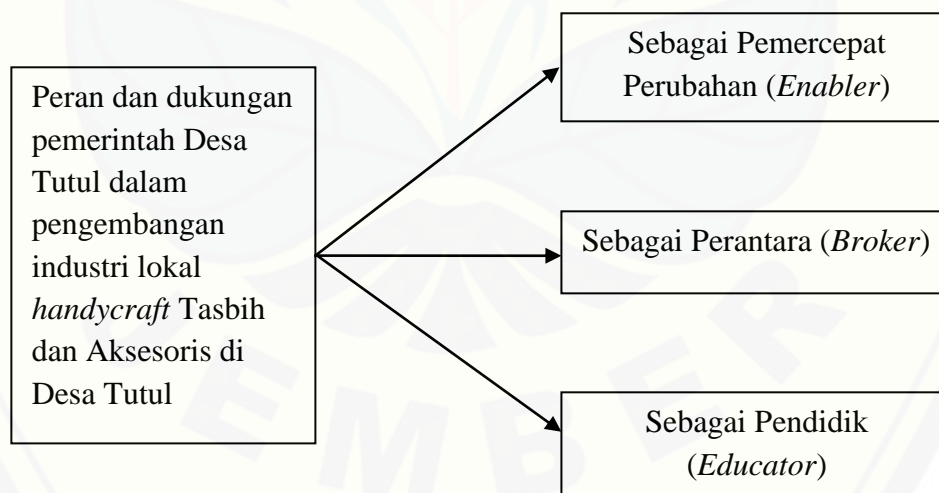 Peran dan dukungan
pemerintah Desa
Tutul dalam
pengembangan
industri lokal
handycraft Tasbih
dan Aksesoris di
Desa Tutul
Sebagai Pemercepat
Perubahan (Enabler)
Sebagai Perantara (Broker)
Sebagai Pendidik
(Educator)
JEMBER